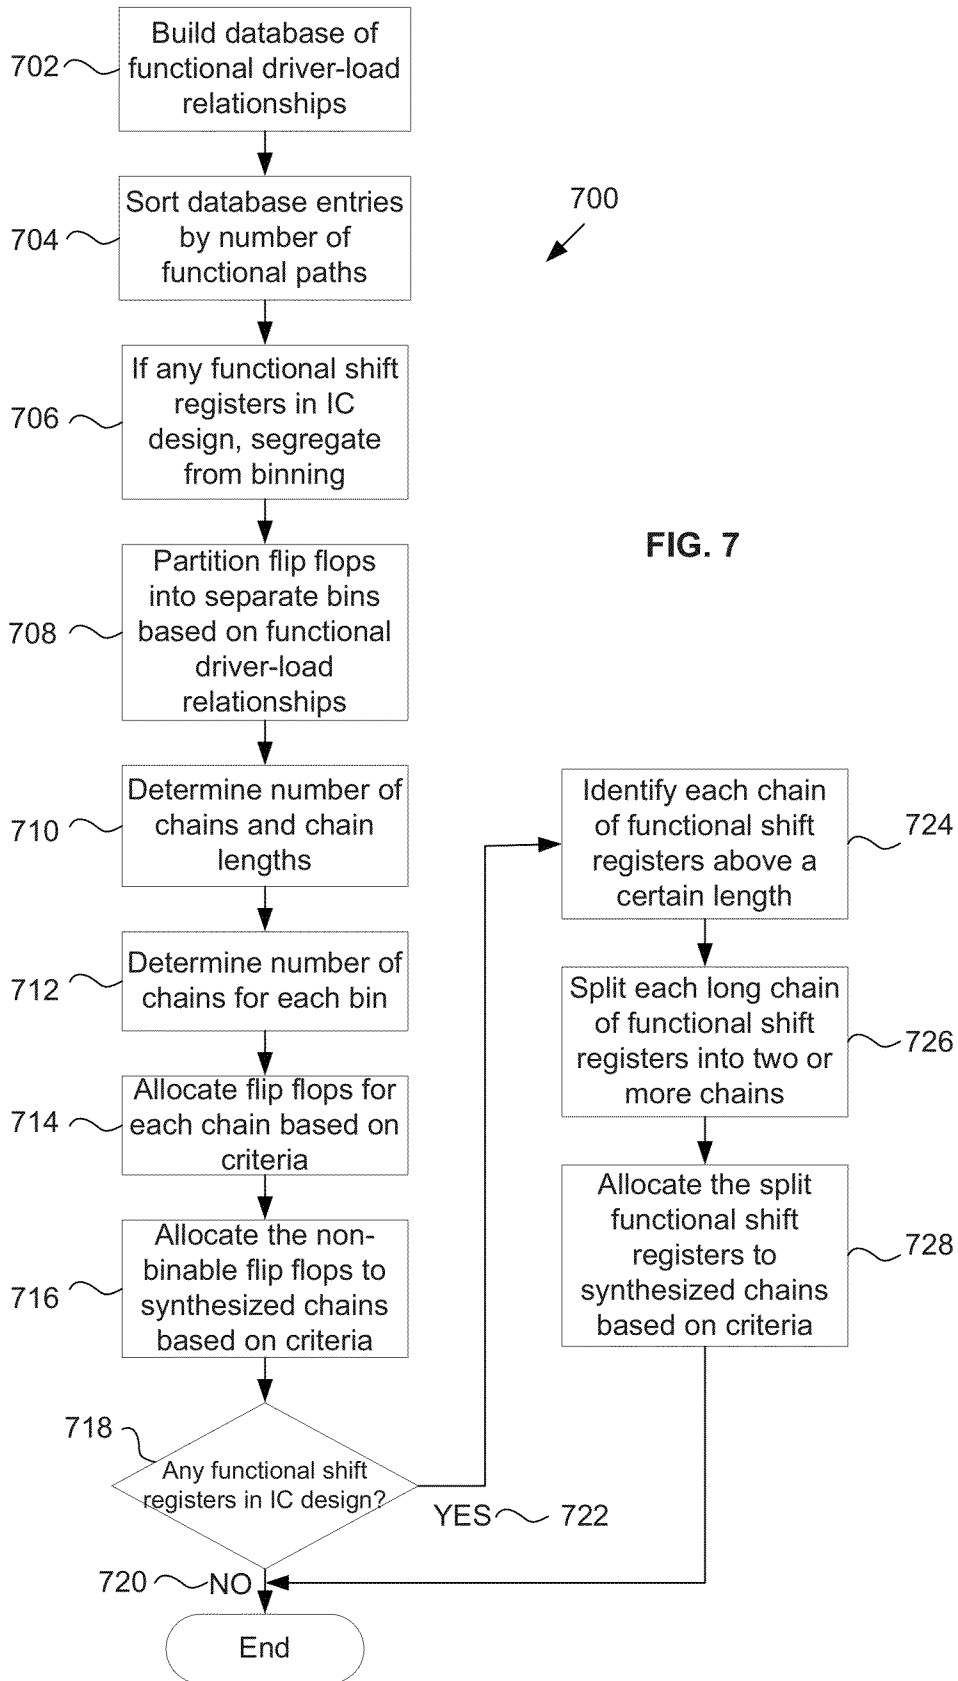 Build database of
functional driver-load
relationships
702
Sort database entries
by number of
functional paths
704
700
If any functional shift
registers in IC
design, segregate
from binning
706
FIG. 7
Partition flip flops
into separate bins
based on functional
driver-load
relationships
708
Determine number of
chains and chain
lengths
710
Determine number of
chains for each bin
712
Allocate flip flops for
each chain based on
criteria
714
Allocate the non-
binable flip flops to
synthesized chains
based on criteria
716
718
Any functional shift
registers in IC design?
YES
722
720
NO
End
Identify each chain
of functional shift
registers above a
certain length
724
Split each long chain
of functional shift
registers into two or
more chains
726
Allocate the split
functional shift
registers to
synthesized chains
based on criteria
728